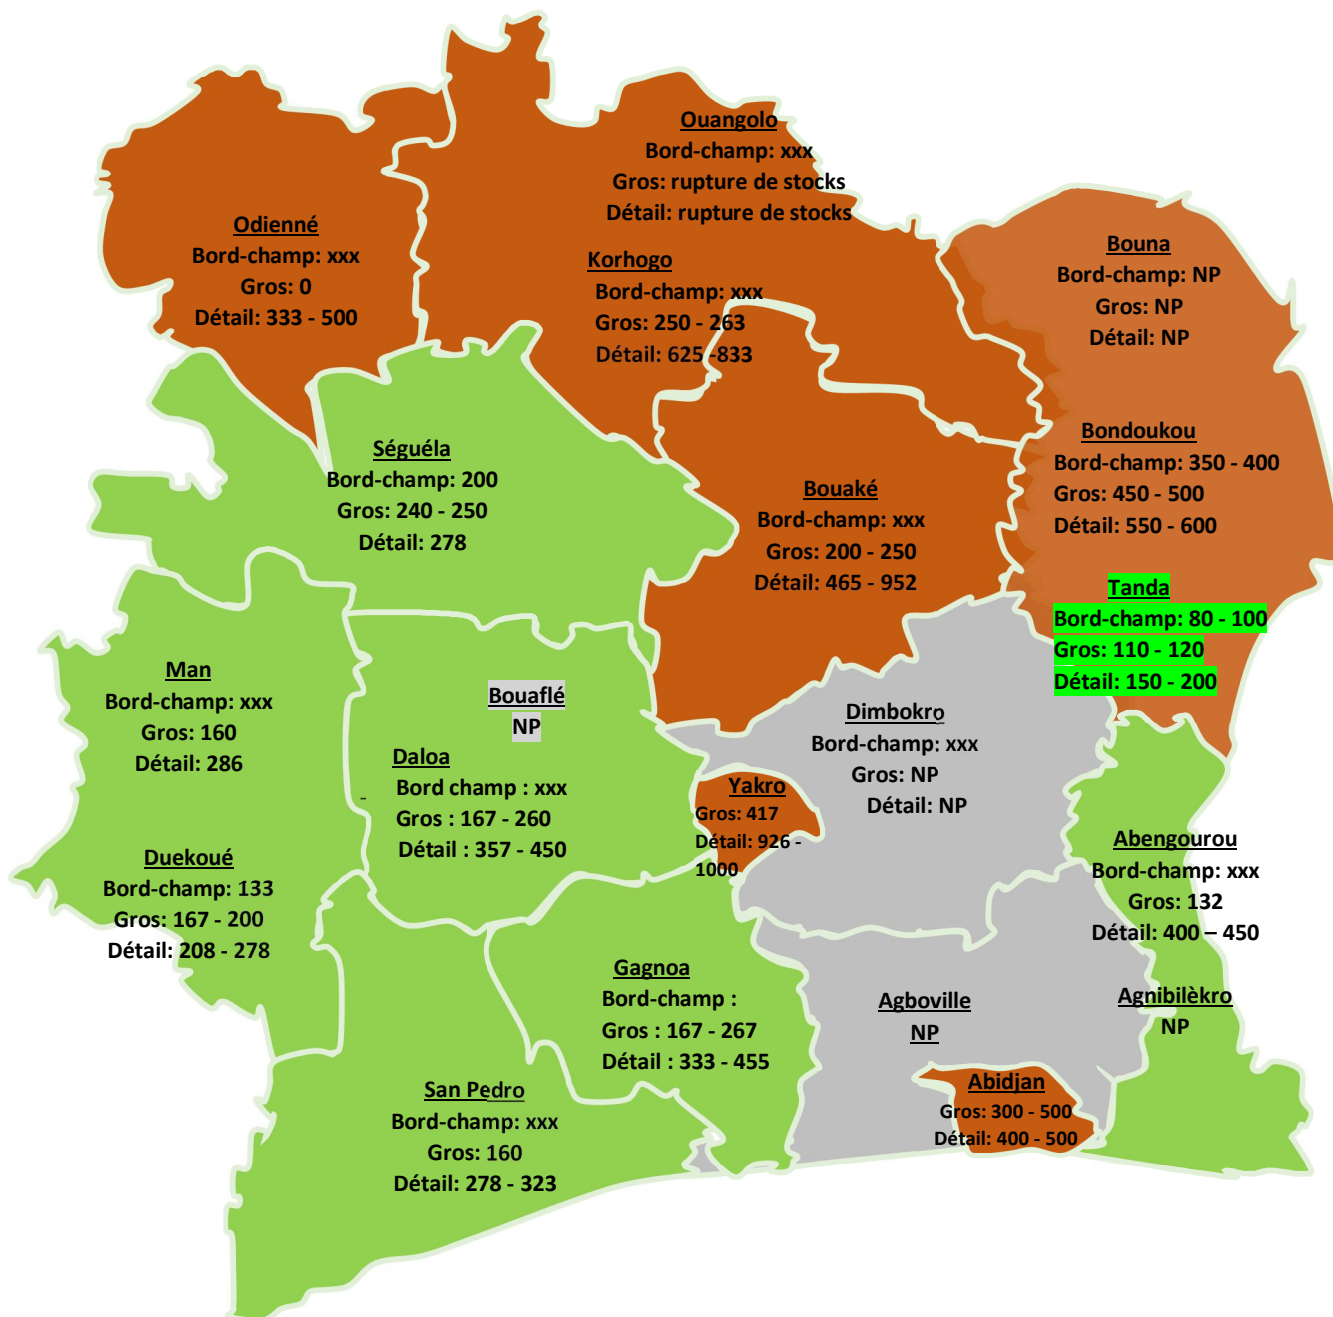 Ouangolo
Bord-champ: xxx
Gros: rupture de stocks
Détail: rupture de stocks
Odienné
Bord-champ: xxx
Gros: 0
Détail: 333 - 500
Korhogo
Bord-champ: xxx
Gros: 250 - 263
Détail: 625 -833
Bouna
Bord-champ: NP
Gros: NP
Détail: NP
Séguéla
Bord-champ: 200
Gros: 240 - 250
Détail: 278
Bouaké
Bord-champ: xxx
Gros: 200 - 250
Détail: 465 - 952
Bondoukou
Bord-champ: 350 - 400
Gros: 450 - 500
Détail: 550 - 600
Tanda
Bord-champ: 80 - 100
Gros: 110 - 120
Détail: 150 - 200
Man
Bord-champ: xxx
Gros: 160
Détail: 286
Bouaflé
NP
Daloa
Bord champ : xxx
Gros : 167 - 260
Détail : 357 - 450
Dimbokro
Bord-champ: xxx
Gros: NP
Détail: NP
Yakro
Gros: 417
Détail: 926 -
1000
Duekoué
Bord-champ: 133
Gros: 167 - 200
Détail: 208 - 278
Abengourou
Bord-champ: xxx
Gros: 132
Détail: 400 – 450
Gagnoa
Bord-champ :
Gros : 167 - 267
Détail : 333 - 455
Agboville
NP
Agnibilèkro
NP
San Pedro
Bord-champ: xxx
Gros: 160
Détail: 278 - 323
Abidjan
Gros: 300 - 500
Détail: 400 - 500